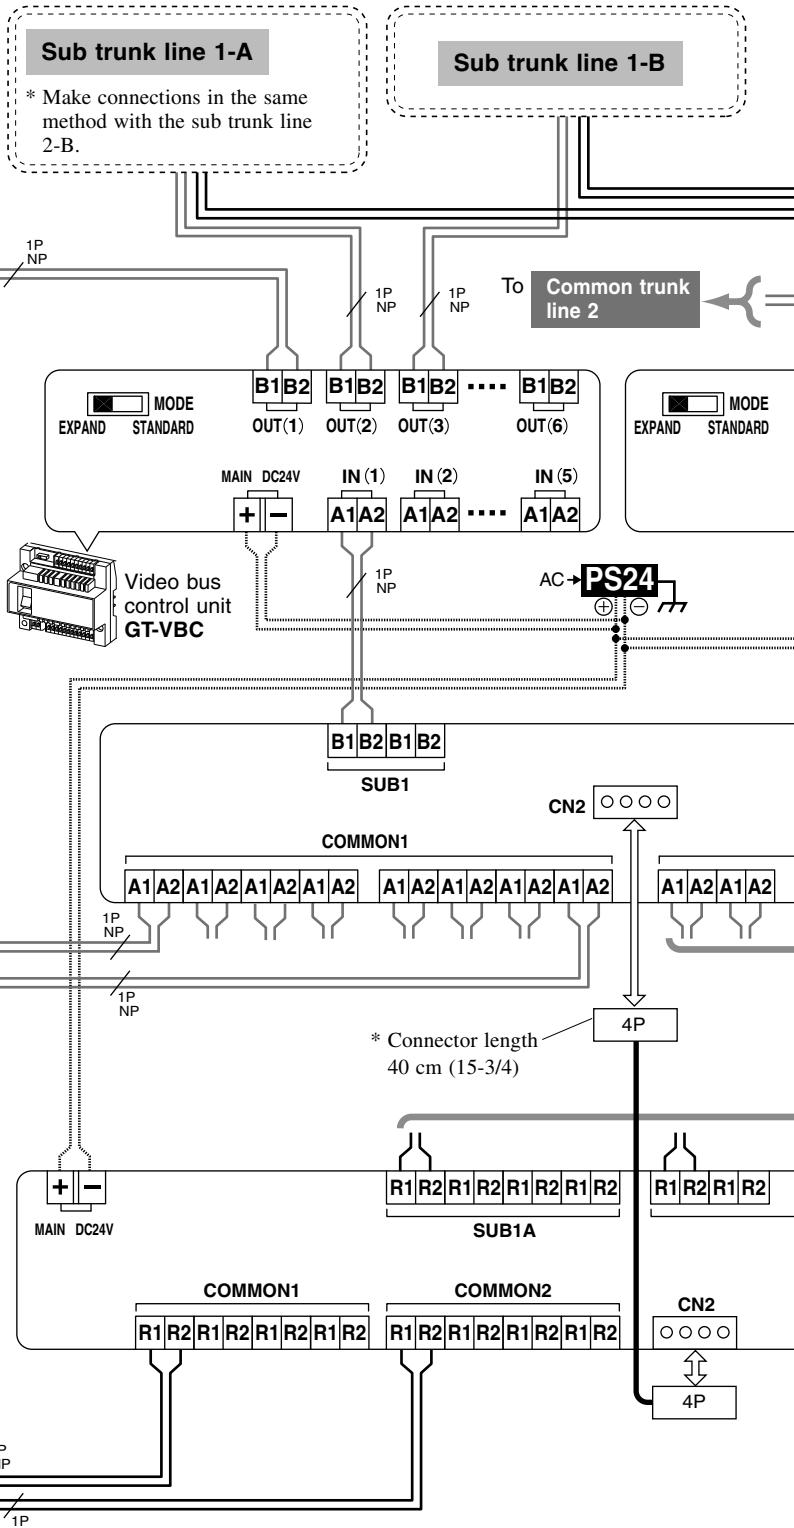 Sub trunk line 1-A
* Make connections in the same
method with the sub trunk line
2-B.
Sub trunk line 1-B
1P
NP
1P
NP
1P
NP
To
Common trunk
line 2
B1 B2 B1 B2 B1 B2 B1 B2
MODE
EXPAND STANDARD
OUT(1) OUT(2) OUT(3) OUT(6)
MODE
EXPAND STANDARD
MAIN DC24V IN(1) IN(2) IN(5)
+ − A1 A2 A1 A2 A1 A2
Video bus
control unit
GT-VBC
1P
NP
AC PS24
+ −
B1 B2 B1 B2
SUB1
CN2
COMMON1
A1 A2 A1 A2 A1 A2 A1 A2 A1 A2 A1 A2 A1 A2 A1 A2 A1 A2 A1 A2
1P
NP
1P
NP
4P
* Connector length
40 cm (15-3/4)
+ −
MAIN DC24V
R1 R2 R1 R2 R1 R2 R1 R2 R1 R2 R1 R2
SUB1A
COMMON1 COMMON2 CN2
R1 R2 R1 R2 R1 R2 R1 R2 R1 R2 R1 R2 R1 R2 R1 R2
4P
1P